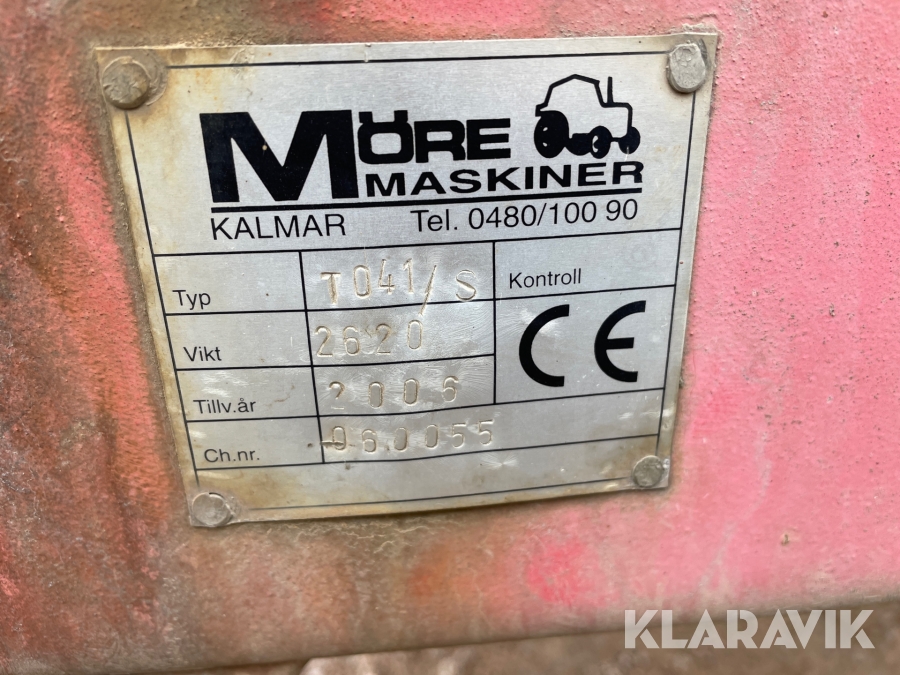 MÖRE
MASKINER
KALMAR Tel. 0480/100 90
Typ T041/S Kontroll
Vikt 2620 CE
Tillv.år 2006
Ch.nr. 060055
KLARAVIK